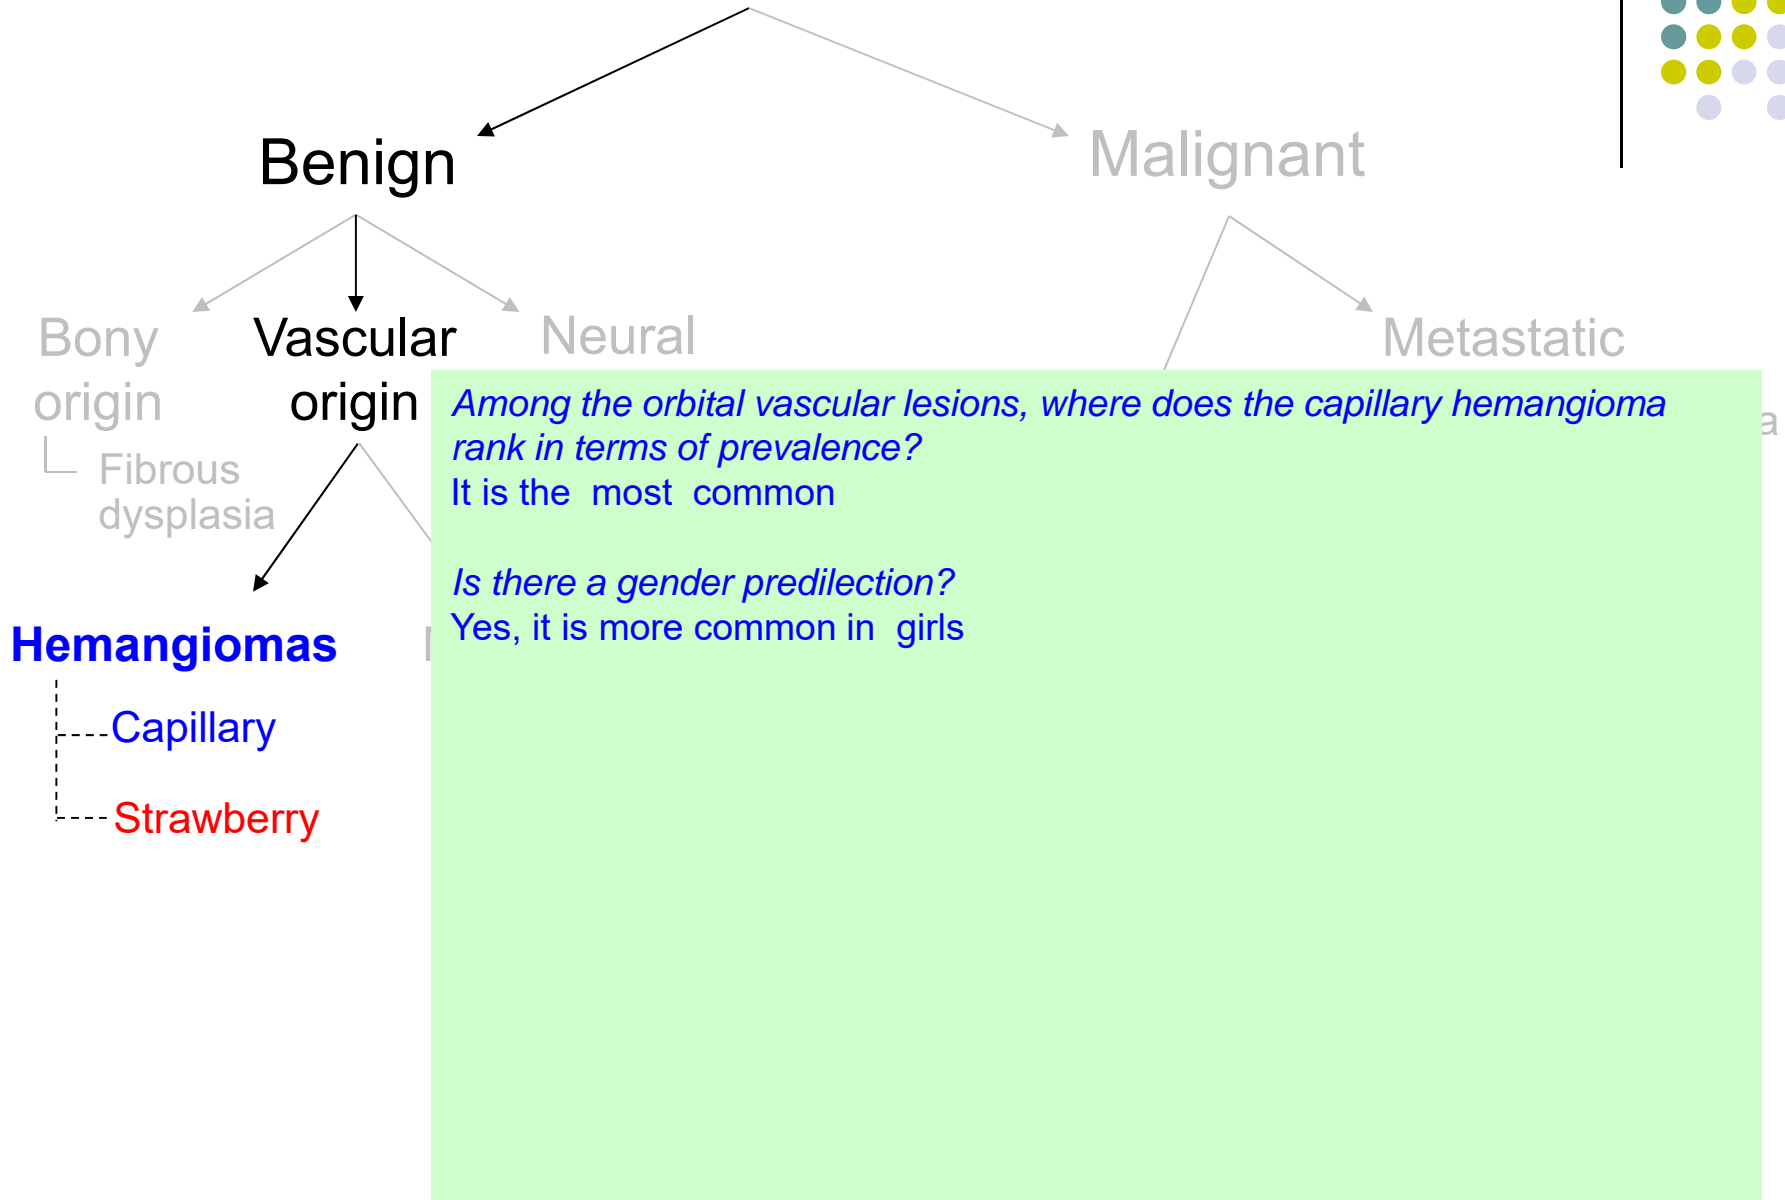 Benign
Malignant
Bony
origin
Fibrous
dysplasia
Vascular
origin
Neural
Metastatic
Among the orbital vascular lesions, where does the capillary hemangioma
rank in terms of prevalence?
It is the most common
Is there a gender predilection?
Yes, it is more common in girls
Hemangiomas
Capillary
Strawberry